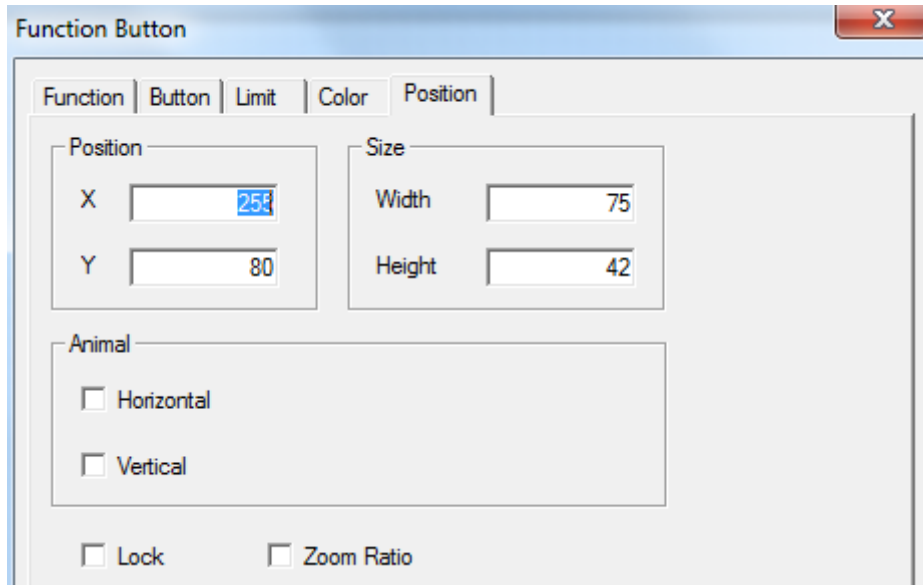 Function Button
Function Button Limit Color Position
Position Size
X 255 Width 75
Y 80 Height 42
Animal
Horizontal
Vertical
Lock Zoom Ratio